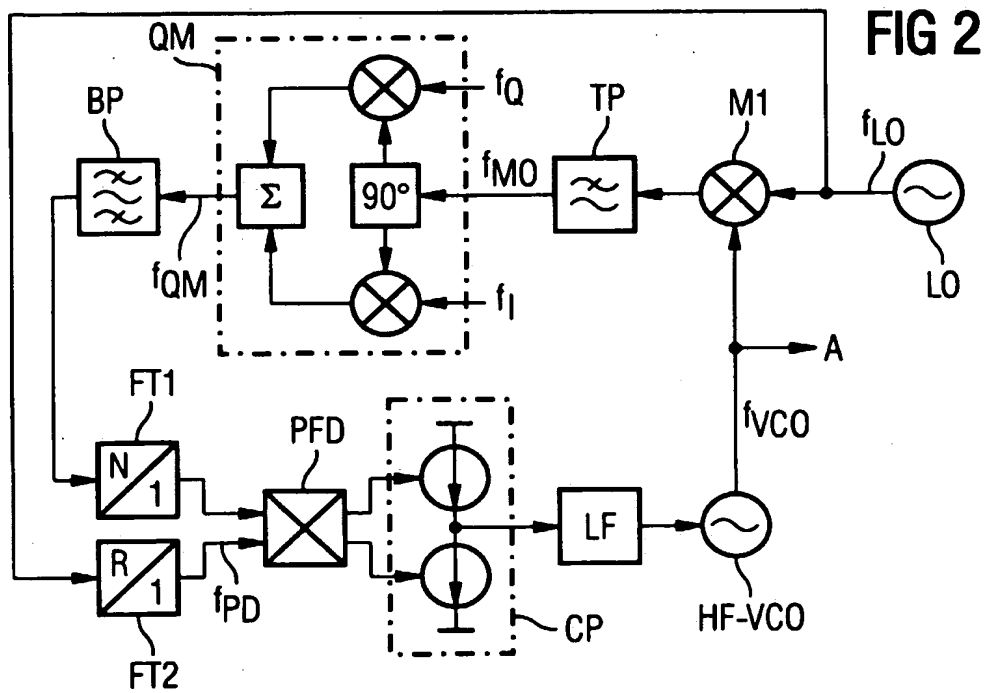 FIG 2
QM
BP
TP
M1
fQ
fLO
fMO
Σ
90°
fQM
fI
LO
A
FT1
PFD
fVCO
N
1
R
1
LF
fPD
CP
HF-VCO
FT2